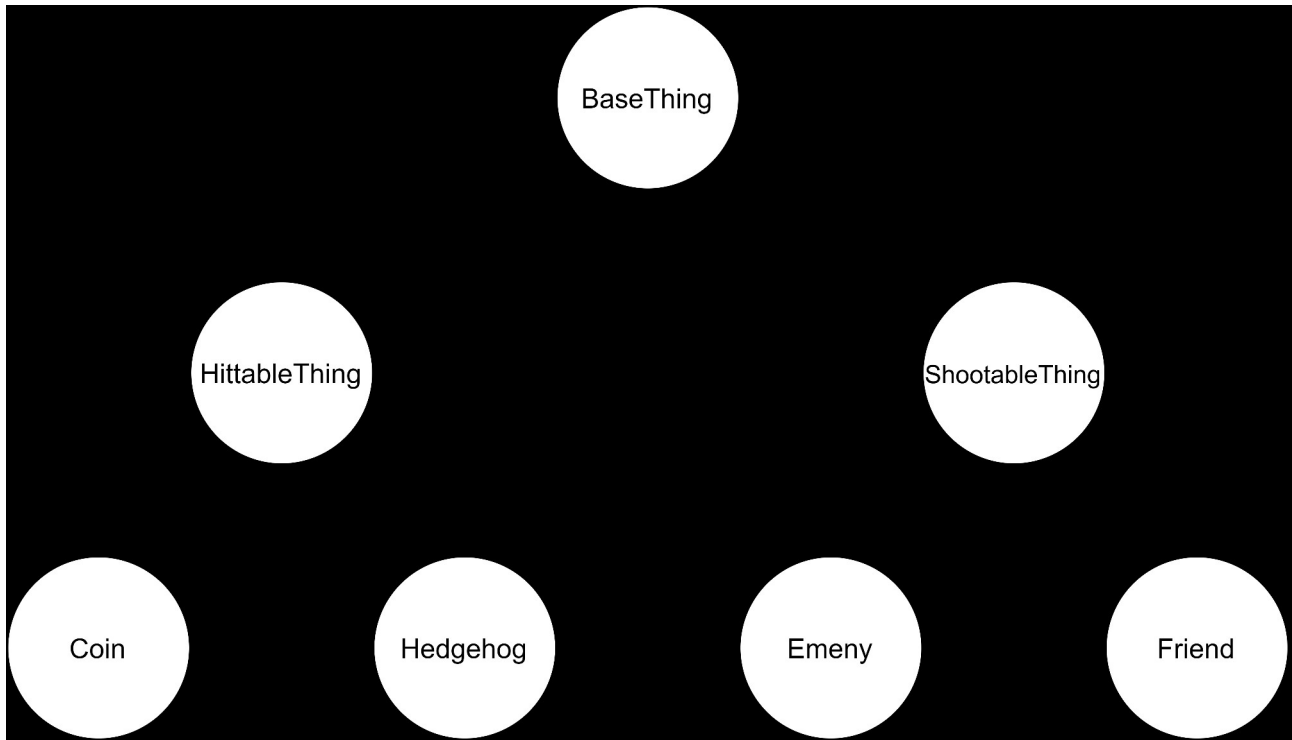 BaseThing
HittableThing
ShootableThing
Coin
Hedgehog
Emeny
Friend